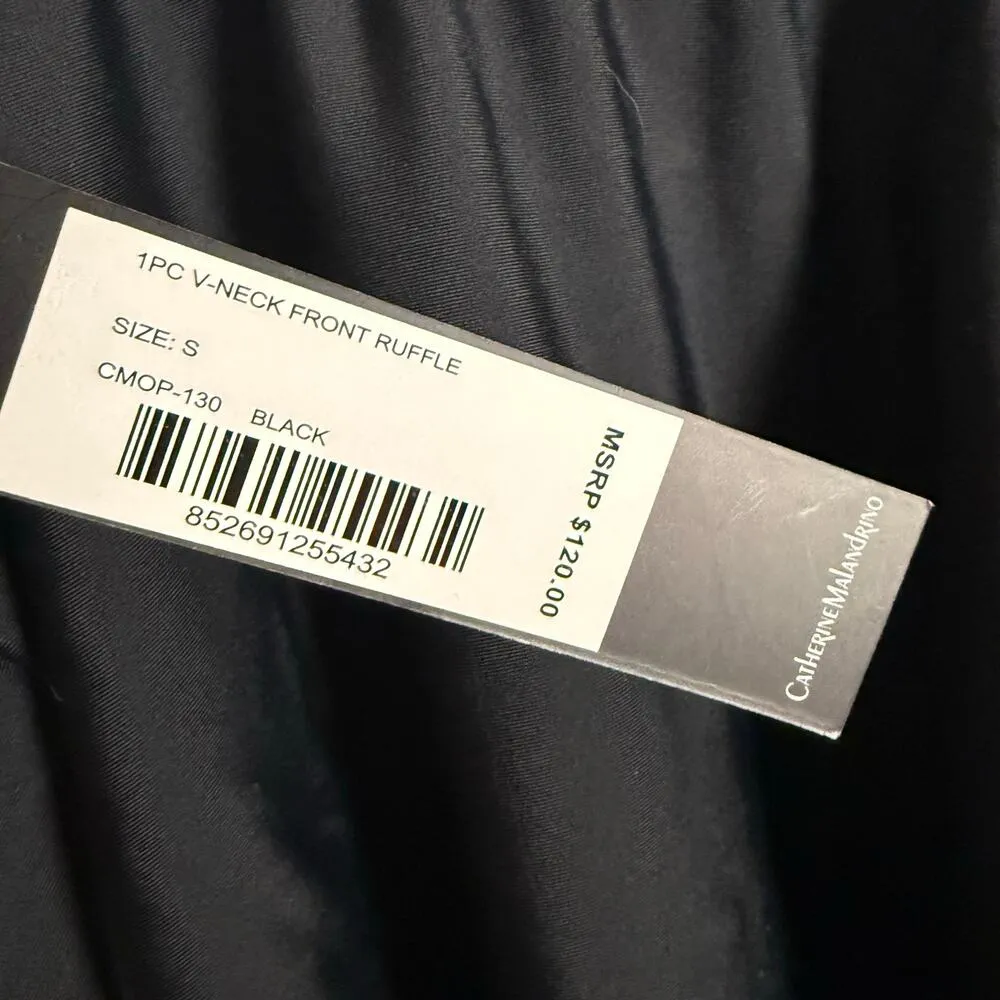 1PC V-NECK FRONT RUFFLE
SIZE: S
CMOP-130 BLACK
852691255432
MSRP $120.00
CATHERINE MALANDRINO